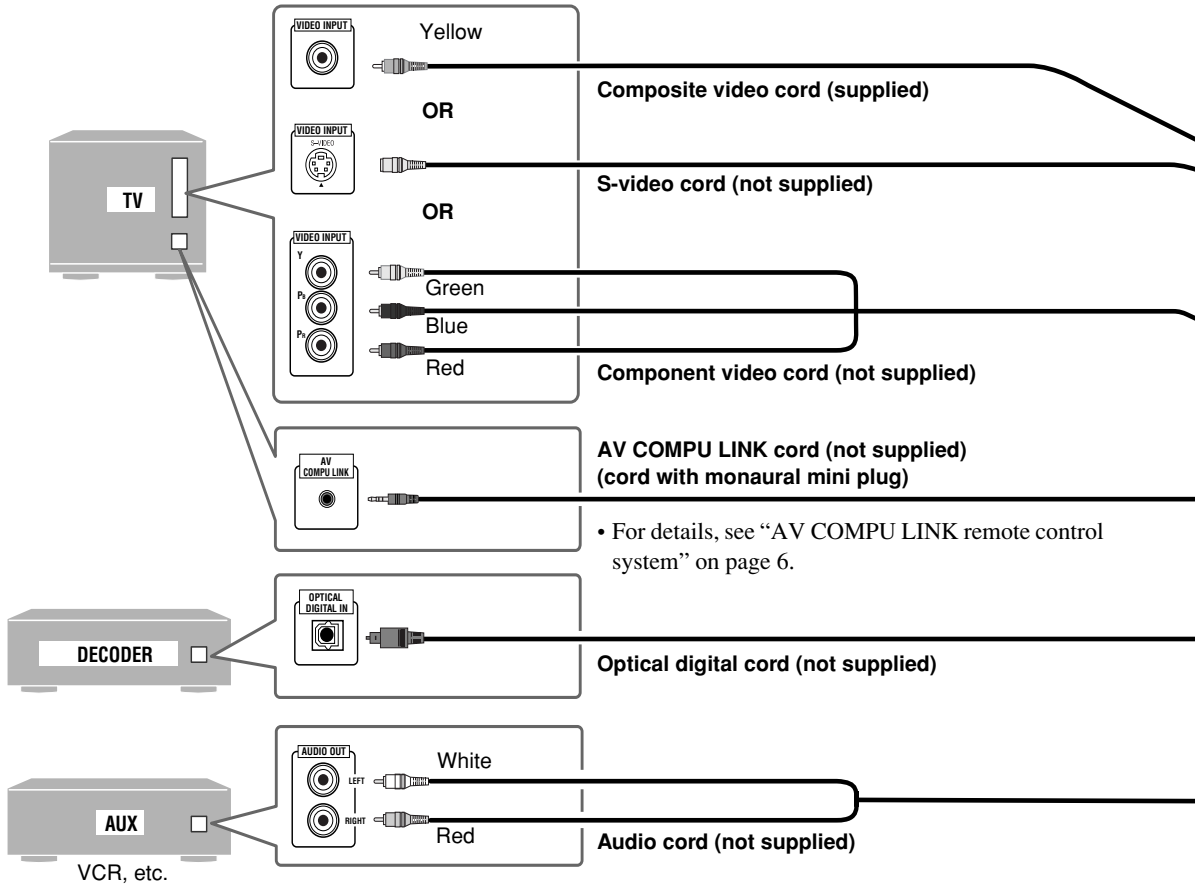 VIDEO INPUT
Yellow
Composite video cord (supplied)
OR
VIDEO INPUT
S-VIDEO
S-video cord (not supplied)
TV
OR
VIDEO INPUT
Y
Green
PB
Blue
PR
Red
Component video cord (not supplied)
AV COMPU LINK cord (not supplied)
(cord with monaural mini plug)
AV
COMPU LINK
• For details, see “AV COMPU LINK remote control
system” on page 6.
OPTICAL
DIGITAL IN
DECODER
Optical digital cord (not supplied)
AUDIO OUT
White
LEFT
AUX
RIGHT
Red
Audio cord (not supplied)
VCR, etc.